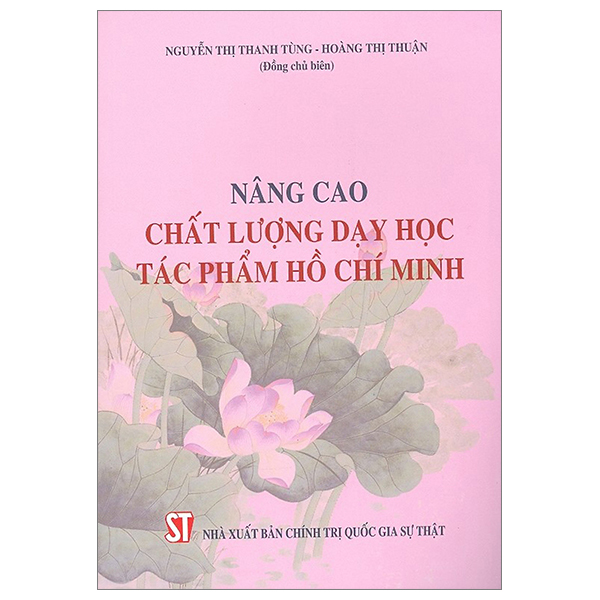 NGUYỄN THỊ THANH TÙNG - HOÀNG THỊ THUẬN
(Đồng chủ biên)
NÂNG CAO
CHẤT LƯỢNG DẠY HỌC
TÁC PHẨM HỒ CHÍ MINH
ST
NHÀ XUẤT BẢN CHÍNH TRỊ QUỐC GIA SỰ THẬT